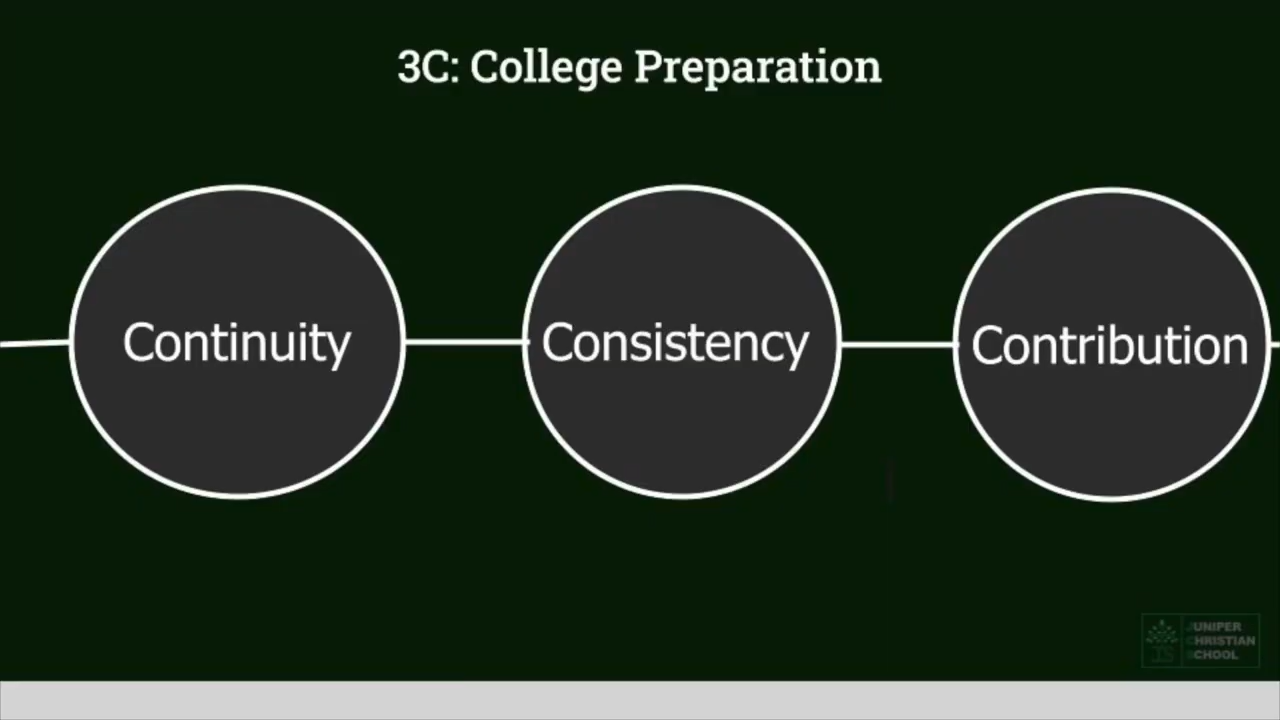 3C: College Preparation
Continuity
Consistency
Contribution
JUNIPER
CHRISTIAN
SCHOOL